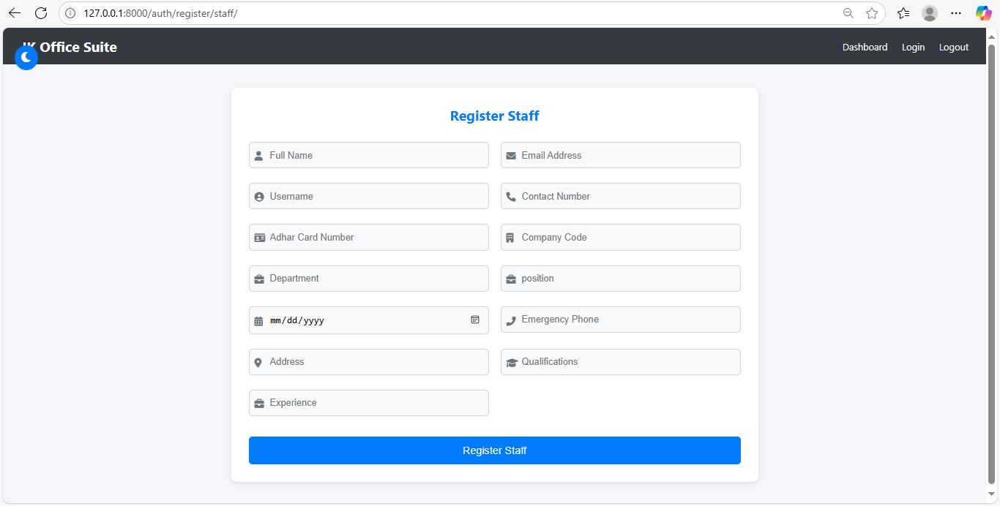 127.0.0.1:8000/auth/register/staff/
JK Office Suite
Dashboard Login Logout
Register Staff
Full Name
Email Address
Username
Contact Number
Adhar Card Number
Company Code
Department
position
mm/dd/yyyy
Emergency Phone
Address
Qualifications
Experience
Register Staff